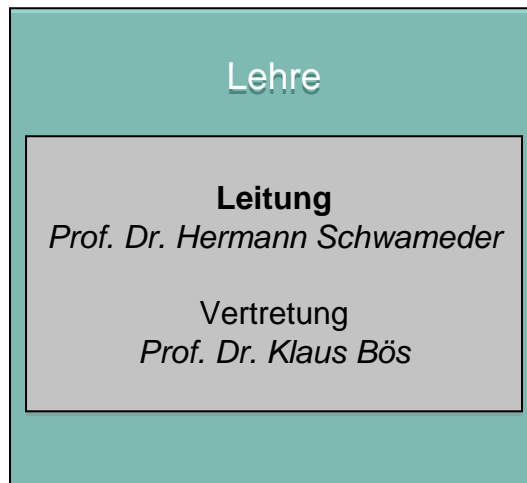 Lehre
Leitung
Prof. Dr. Hermann Schwameder
Vertretung
Prof. Dr. Klaus Bös